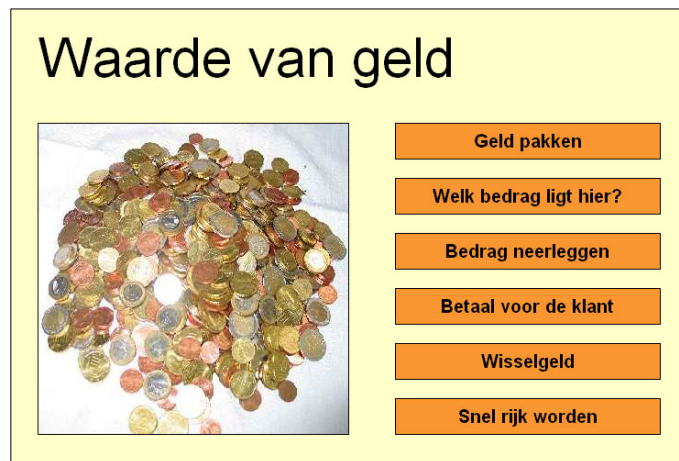 Waarde van geld
Geld pakken
Welk bedrag ligt hier?
Bedrag neerleggen
Betaal voor de klant
Wisselgeld
Snel rijk worden